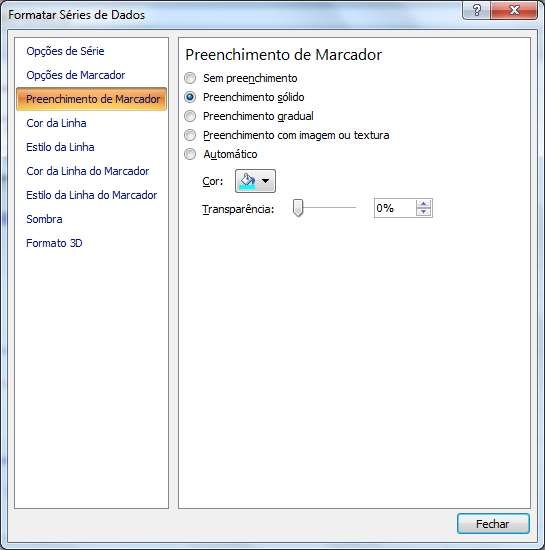 Formatar Séries de Dados
Opções de Série
Opções de Marcador
Preenchimento de Marcador
Cor da Linha
Estilo da Linha
Cor da Linha do Marcador
Estilo da Linha do Marcador
Sombra
Formato 3D
Preenchimento de Marcador
Sem preenchimento
Preenchimento sólido
Preenchimento gradual
Preenchimento com imagem ou textura
Automático
Cor:
Transparência: 0%
Fechar